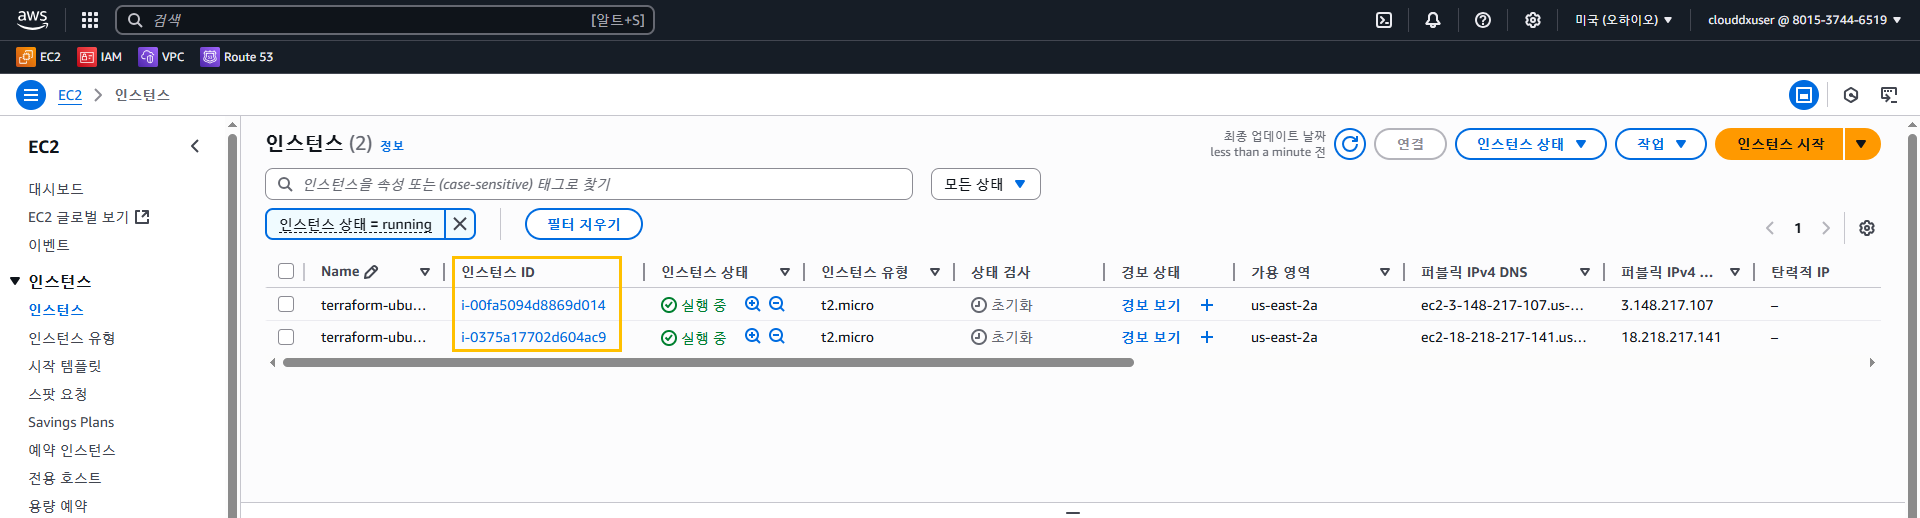 aws 검색 [알트+S] 미국 (오하이오) clouddxuser @ 8015-3744-6519
EC2 IAM VPC Route 53
EC2 > 인스턴스
EC2
대시보드
EC2 글로벌 보기
이벤트
인스턴스
인스턴스
인스턴스 유형
시작 템플릿
스팟 요청
Savings Plans
예약 인스턴스
전용 호스트
용량 예약
인스턴스 (2) 정보
최종 업데이트 날짜
less than a minute 전
연결 인스턴스 상태 작업 인스턴스 시작
인스턴스을 속성 또는 (case-sensitive) 태그로 찾기 모든 상태
인스턴스 상태 = running 필터 지우기
1
Name 인스턴스 ID 인스턴스 상태 인스턴스 유형 상태 검사 경보 상태 가용 영역 퍼블릭 IPv4 DNS 퍼블릭 IPv4 ... 탄력적 IP
terraform-ubu... i-00fa5094d8869d014 실행 중 t2.micro 초기화 경보 보기 + us-east-2a ec2-3-148-217-107.us-... 3.148.217.107 –
terraform-ubu... i-0375a17702d604ac9 실행 중 t2.micro 초기화 경보 보기 + us-east-2a ec2-18-218-217-141.us... 18.218.217.141 –